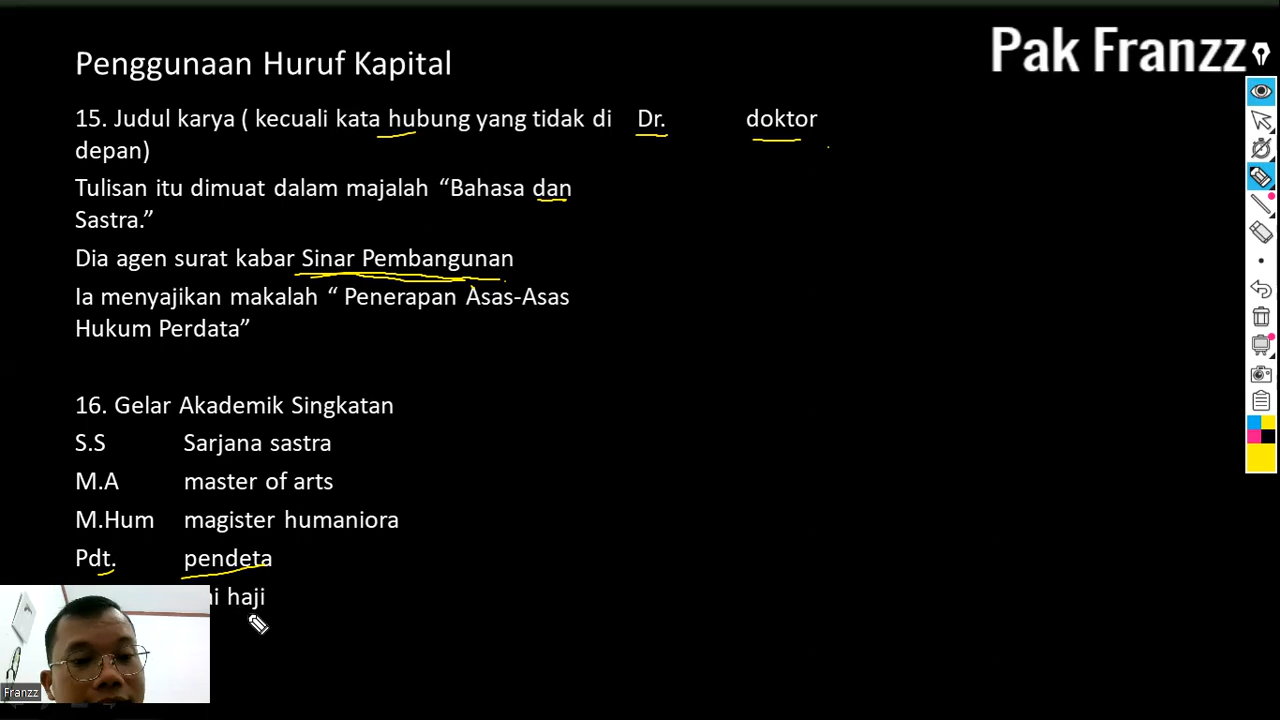 Penggunaan Huruf Kapital
Pak Franzz
15. Judul karya ( kecuali kata hubung yang tidak di
depan)
Tulisan itu dimuat dalam majalah “Bahasa dan
Sastra.”
Dia agen surat kabar Sinar Pembangunan
Ia menyajikan makalah “ Penerapan Asas-Asas
Hukum Perdata”
16. Gelar Akademik Singkatan
S.S Sarjana sastra
M.A master of arts
M.Hum magister humaniora
Pdt. pendeta
haji
Dr. doktor
Franzz